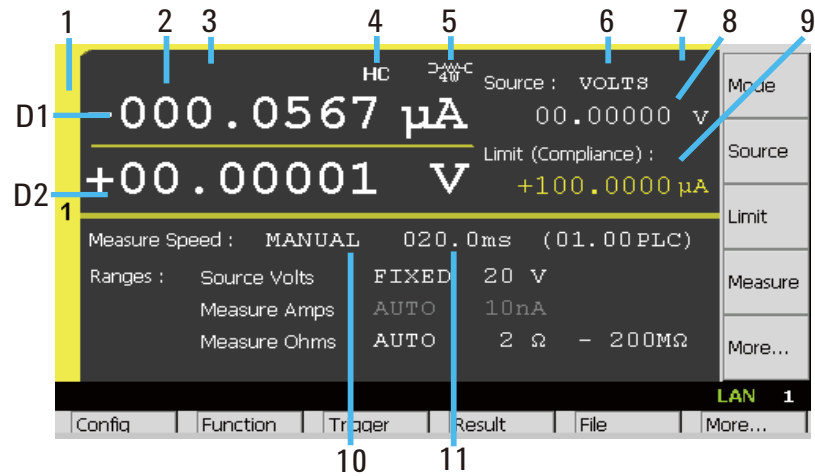 1 2 3 4 5 6 7 8 9
HC 4W Source : VOLTS Mode
D1 -000.0567 µA 00.00000 V
Limit (Compliance) : Source
D2 +00.00001 V +100.0000 µA
1 Limit
Measure Speed : MANUAL 020.0ms (01.00PLC)
Ranges : Source Volts FIXED 20 V Measure
Measure Amps AUTO 10nA
Measure Ohms AUTO 2 Ω - 200MΩ More...
LAN 1
Config Function Trigger Result File More...
10 11